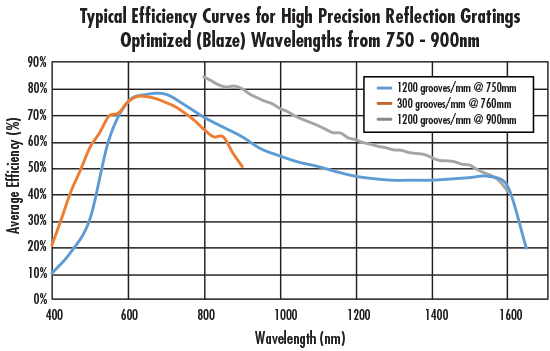 Typical Efficiency Curves for High Precision Reflection Gratings
Optimized (Blaze) Wavelengths from 750 - 900nm
90%
80%
70%
60%
50%
40%
30%
20%
10%
0%
Average Efficiency (%)
1200 grooves/mm @ 750mm
300 grooves/mm @ 760mm
1200 grooves/mm @ 900mm
400 600 800 1000 1200 1400 1600
Wavelength (nm)